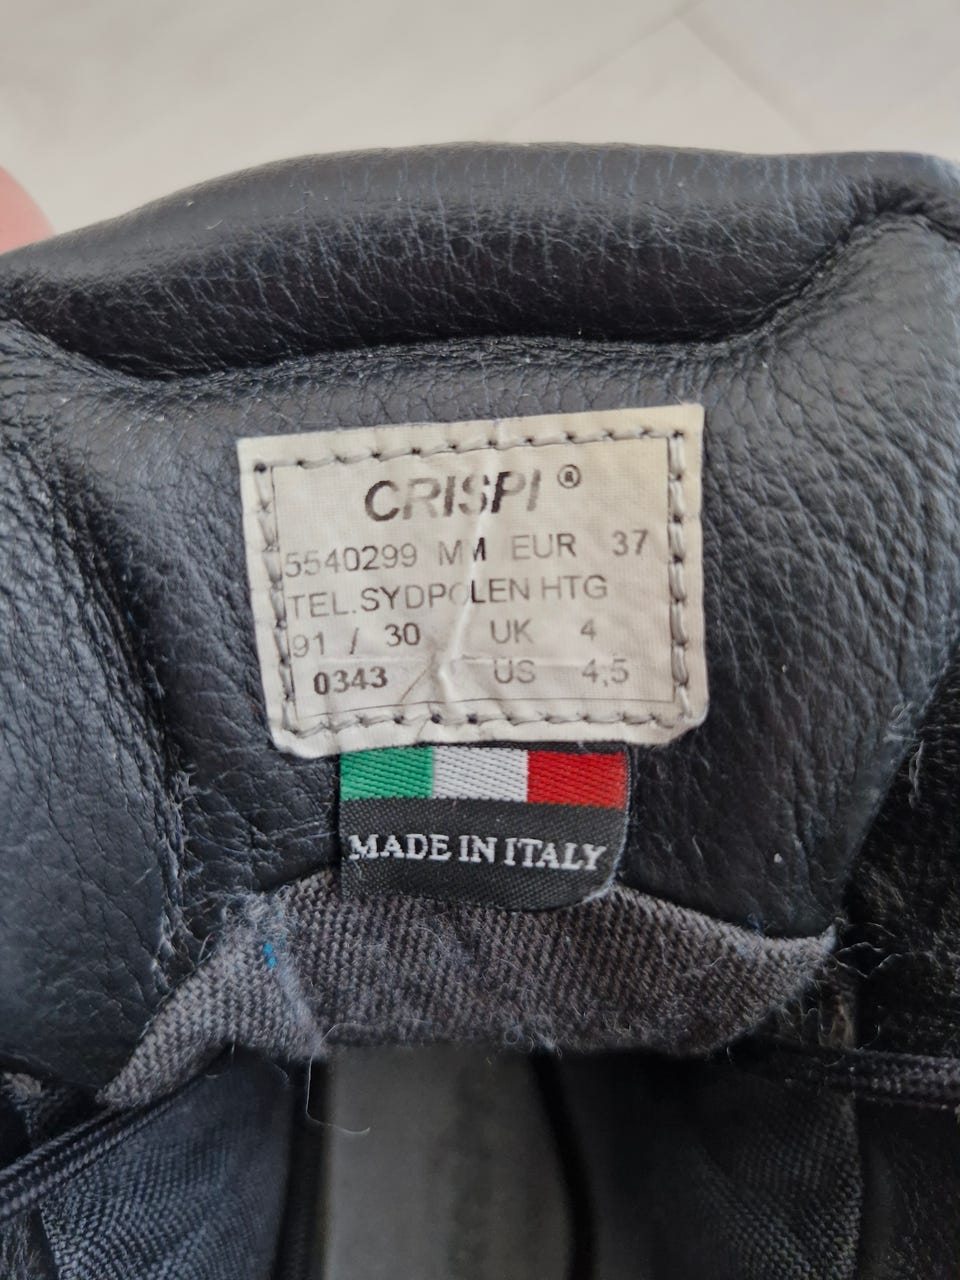 CRISPI ®
5540299 MM EUR 37
TEL.SYDPOLEN HTG
91 / 30 UK 4
0343 US 4,5
MADE IN ITALY